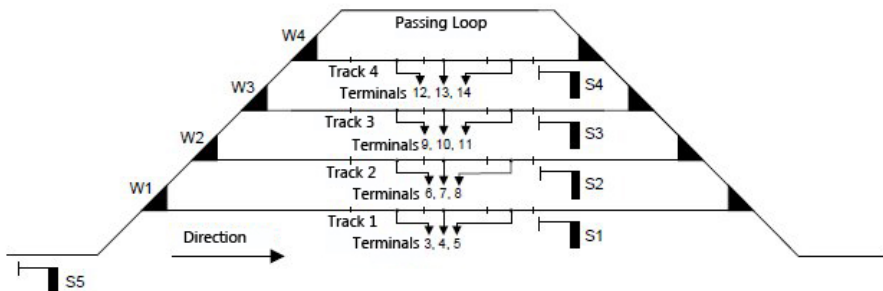 Passing Loop
W4
Track 4
Terminals 12, 13, 14
S4
W3
Track 3
Terminals 9, 10, 11
S3
W2
Track 2
Terminals 6, 7, 8
S2
W1
Track 1
Terminals 3, 4, 5
S1
Direction
S5